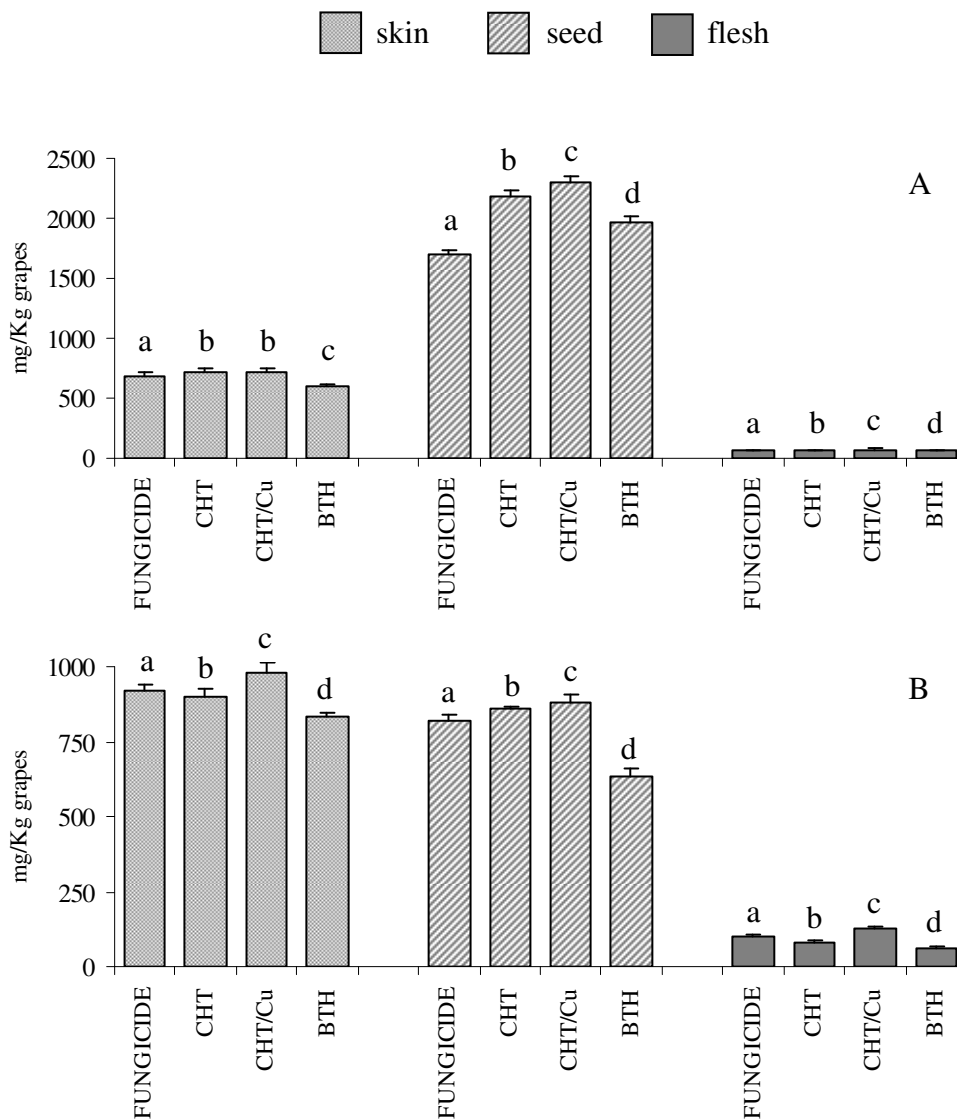 skin seed flesh
A
mg/Kg grapes
2500
2000
1500
1000
500
0
a b b c a b c d a b c d
FUNGICIDE CHT CHT/Cu BTH FUNGICIDE CHT CHT/Cu BTH FUNGICIDE CHT CHT/Cu BTH
B
mg/Kg grapes
1000
750
500
250
0
a b c d a b c d a b c d
FUNGICIDE CHT CHT/Cu BTH FUNGICIDE CHT CHT/Cu BTH FUNGICIDE CHT CHT/Cu BTH